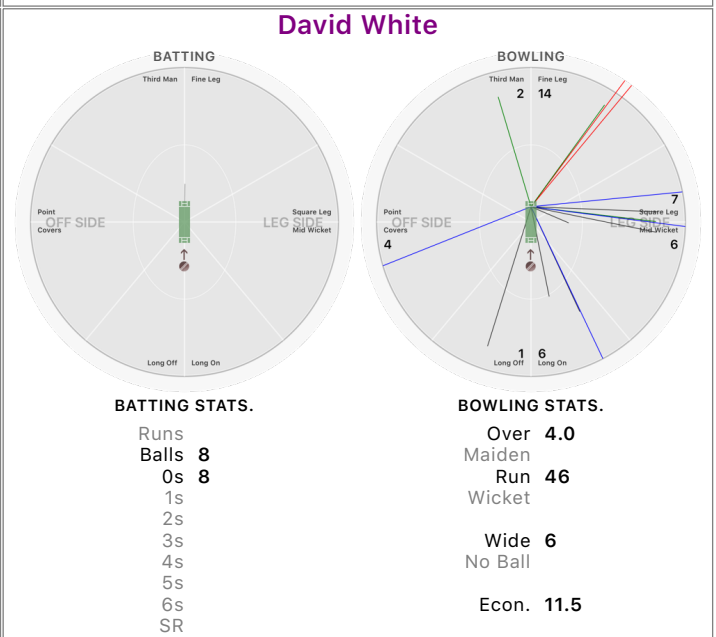 David White
BATTING
Third Man Fine Leg
Point
Covers
OFF SIDE
LEG SIDE
Square Leg
Mid Wicket
Long Off Long On
BATTING STATS.
Runs
Balls 8
0s 8
1s
2s
3s
4s
5s
6s
SR
BOWLING
Third Man Fine Leg
2 14
Point
Covers
OFF SIDE
4
LEG SIDE
7
Square Leg
Mid Wicket
6
1 6
Long Off Long On
BOWLING STATS.
Over 4.0
Maiden
Run 46
Wicket
Wide 6
No Ball
Econ. 11.5